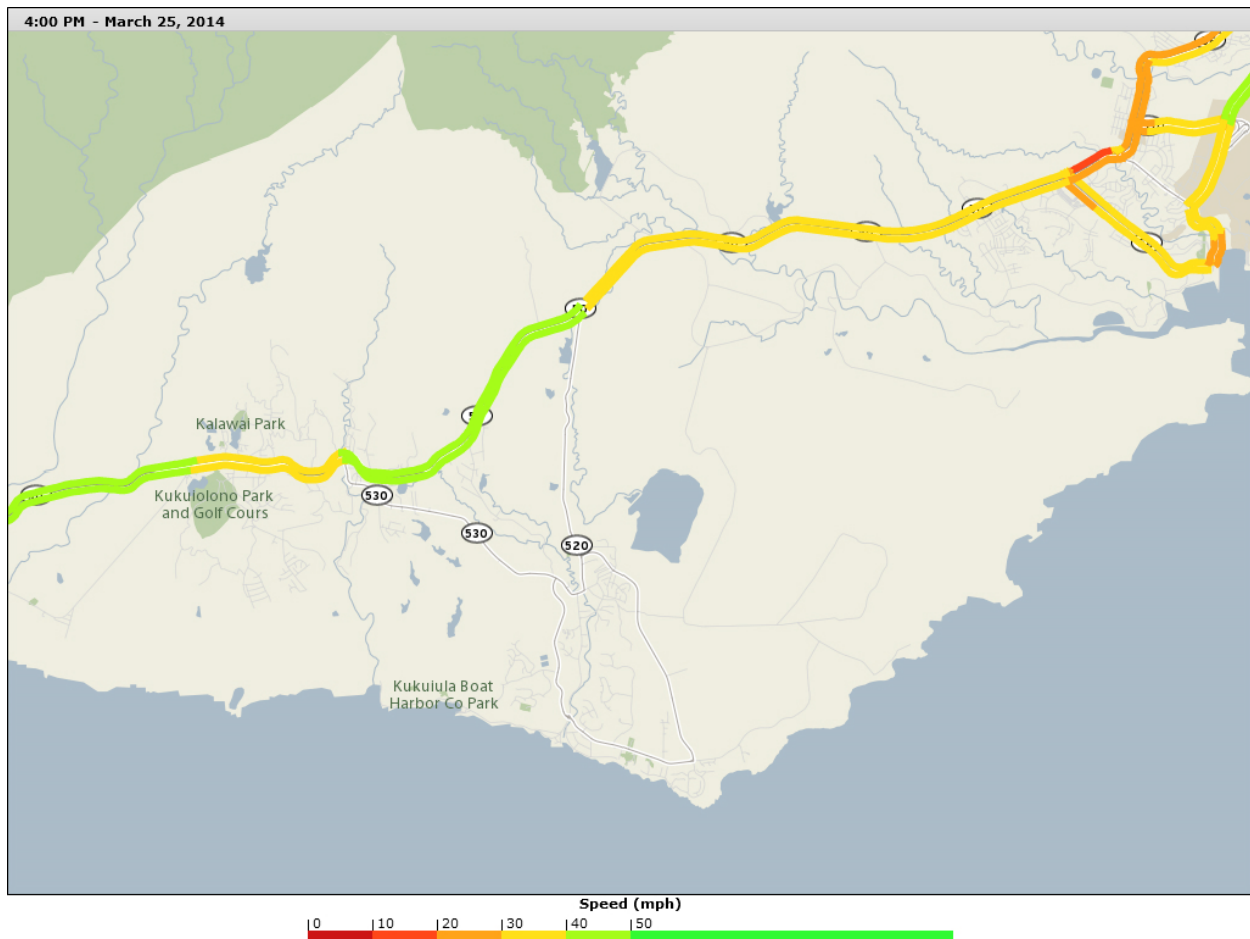 4:00 PM - March 25, 2014
Kalawai Park
Kukuiolono Park
and Golf Cours
530
530
520
Kukuiula Boat
Harbor Co Park
Speed (mph)
0 10 20 30 40 50